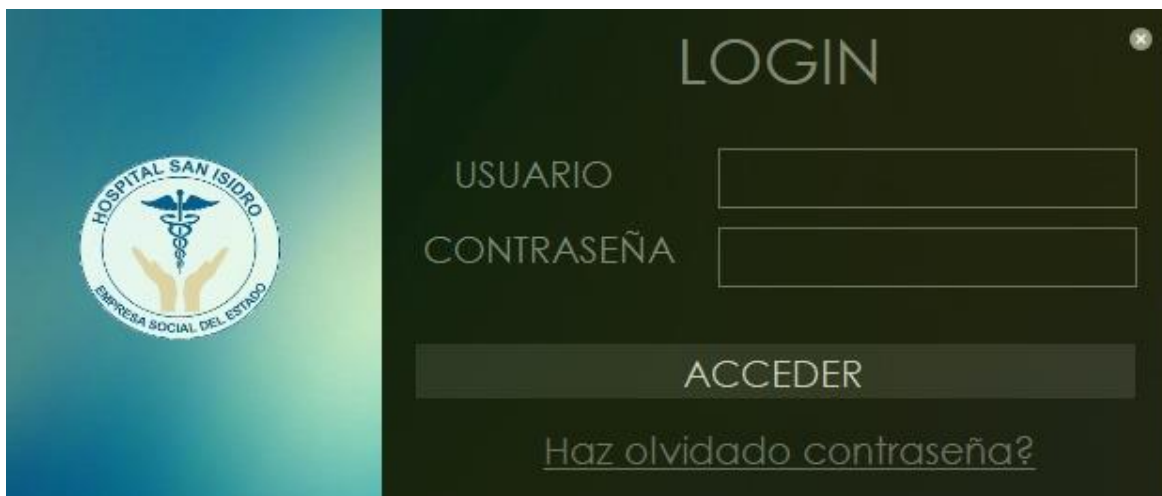 HOSPITAL SAN ISIDRO
EMPRESA SOCIAL DEL ESTADO
LOGIN
USUARIO
CONTRASEÑA
ACCEDER
Haz olvidado contraseña?